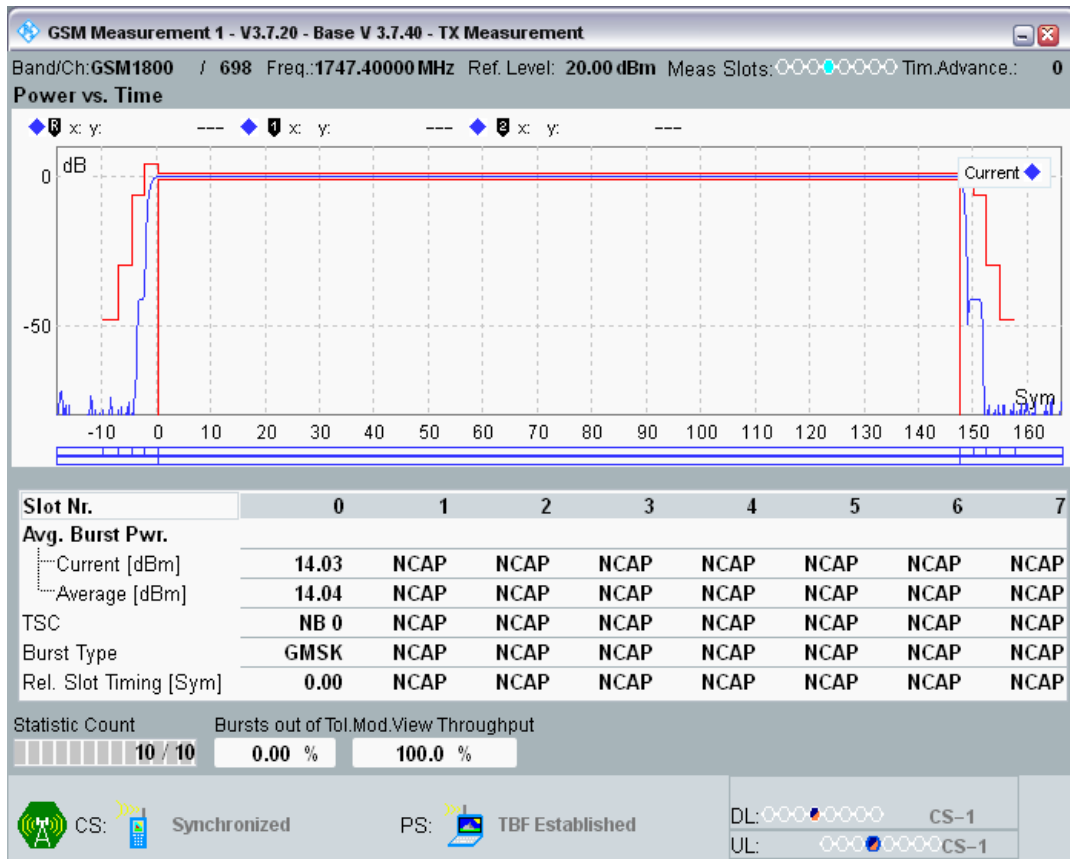 GSM Measurement 1 - V3.7.20 - Base V 3.7.40 - TX Measurement
Band/Ch:GSM1800 / 698 Freq.:1747.40000 MHz Ref. Level: 20.00 dBm Meas Slots: Tim.Advance.: 0
Power vs. Time
R x: y: --- 1 x: y: --- 2 x: y: ---
dB
Current
0
-50
Sym
-10 0 10 20 30 40 50 60 70 80 90 100 110 120 130 140 150 160
Slot Nr. 0 1 2 3 4 5 6 7
Avg. Burst Pwr.
Current [dBm] 14.03 NCAP NCAP NCAP NCAP NCAP NCAP NCAP
Average [dBm] 14.04 NCAP NCAP NCAP NCAP NCAP NCAP NCAP
TSC NB 0 NCAP NCAP NCAP NCAP NCAP NCAP NCAP
Burst Type GMSK NCAP NCAP NCAP NCAP NCAP NCAP NCAP
Rel. Slot Timing [Sym] 0.00 NCAP NCAP NCAP NCAP NCAP NCAP NCAP
Statistic Count Bursts out of Tol.Mod.View Throughput
10 / 10 0.00 % 100.0 %
CS: Synchronized PS: TBF Established DL: CS-1
UL: CS-1